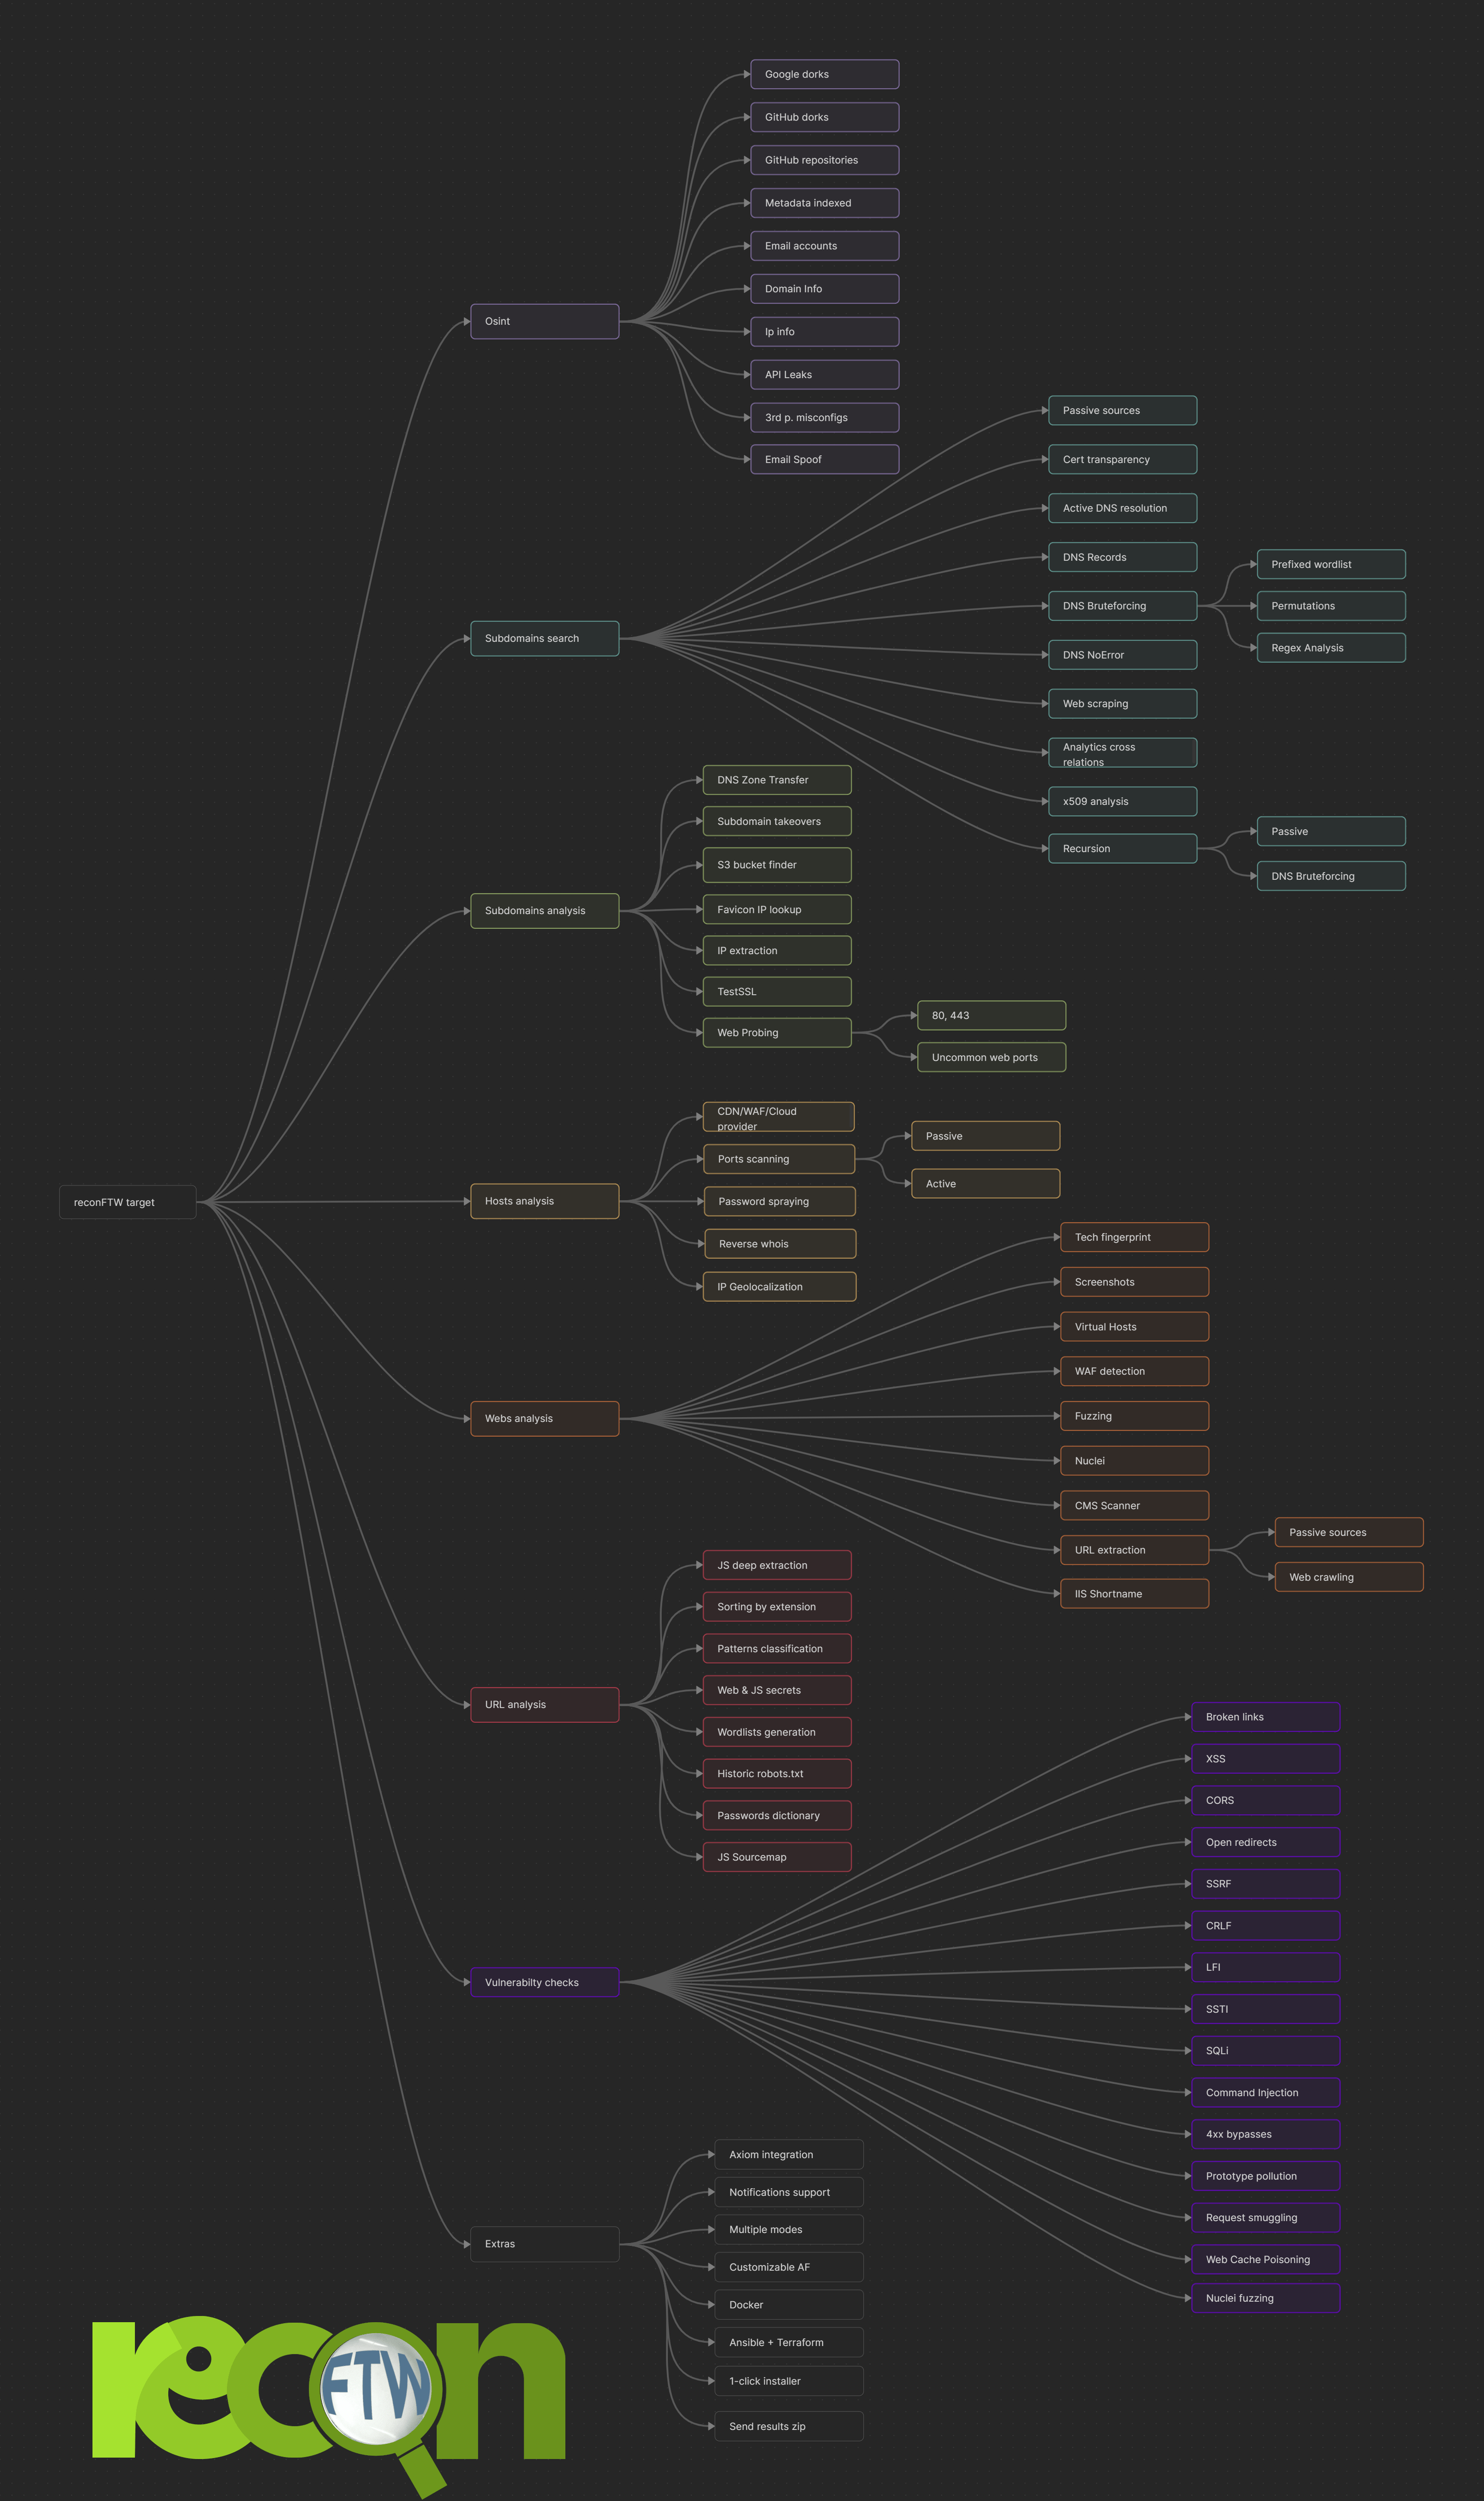 Google dorks
GitHub dorks
GitHub repositories
Metadata indexed
Email accounts
Domain Info
Osint
Ip info
API Leaks
3rd p. misconfigs
Email Spoof
Passive sources
Cert transparency
Active DNS resolution
DNS Records
DNS Bruteforcing
Prefixed wordlist
Permutations
Regex Analysis
Subdomains search
DNS NoError
Web scraping
Analytics cross
relations
x509 analysis
Recursion
Passive
DNS Bruteforcing
DNS Zone Transfer
Subdomain takeovers
S3 bucket finder
Subdomains analysis
Favicon IP lookup
IP extraction
TestSSL
Web Probing
80, 443
Uncommon web ports
CDN/WAF/Cloud
provider
Ports scanning
Passive
Active
reconFTW target
Hosts analysis
Password spraying
Reverse whois
IP Geolocalization
Tech fingerprint
Screenshots
Virtual Hosts
WAF detection
Webs analysis
Fuzzing
Nuclei
CMS Scanner
URL extraction
Passive sources
Web crawling
IIS Shortname
JS deep extraction
Sorting by extension
Patterns classification
Web & JS secrets
URL analysis
Wordlists generation
Historic robots.txt
Passwords dictionary
JS Sourcemap
Broken links
XSS
CORS
Open redirects
SSRF
CRLF
LFI
Vulnerabilty checks
SSTI
SQLi
Command Injection
4xx bypasses
Prototype pollution
Request smuggling
Web Cache Poisoning
Nuclei fuzzing
Axiom integration
Notifications support
Multiple modes
Extras
Customizable AF
Docker
Ansible + Terraform
1-click installer
Send results zip
recon
FTW